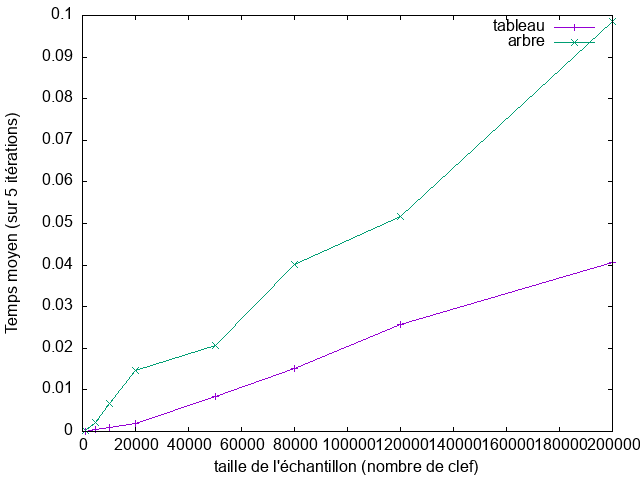 0.1
0.09
0.08
0.07
0.06
0.05
0.04
0.03
0.02
0.01
0
Temps moyen (sur 5 itérations)
tableau
arbre
0 20000 40000 60000 80000 100000 120000 140000 160000 180000 200000
taille de l'échantillon (nombre de clef)